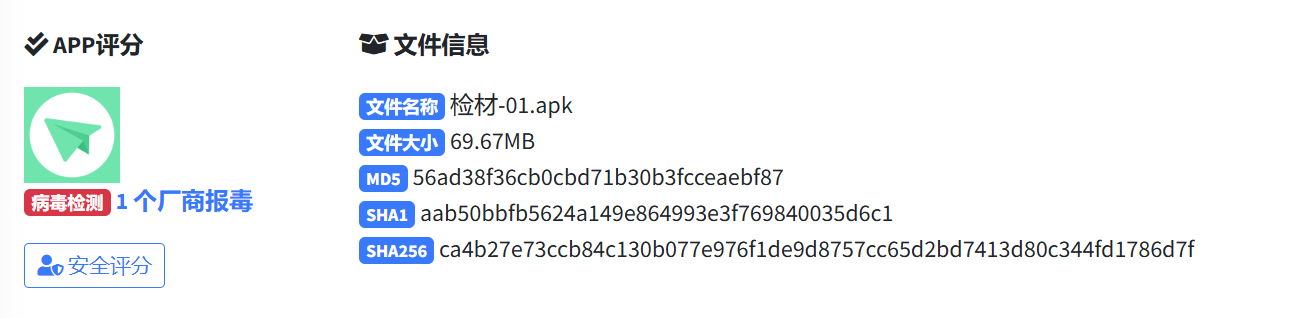 APP评分
病毒检测 1 个厂商报毒
安全评分
文件信息
文件名称 检材-01.apk
文件大小 69.67MB
MD5 56ad38f36cb0cbd71b30b3fcceaebf87
SHA1 aab50bbfb5624a149e864993e3f769840035d6c1
SHA256 ca4b27e73ccb84c130b077e976f1de9d8757cc65d2bd7413d80c344fd1786d7f